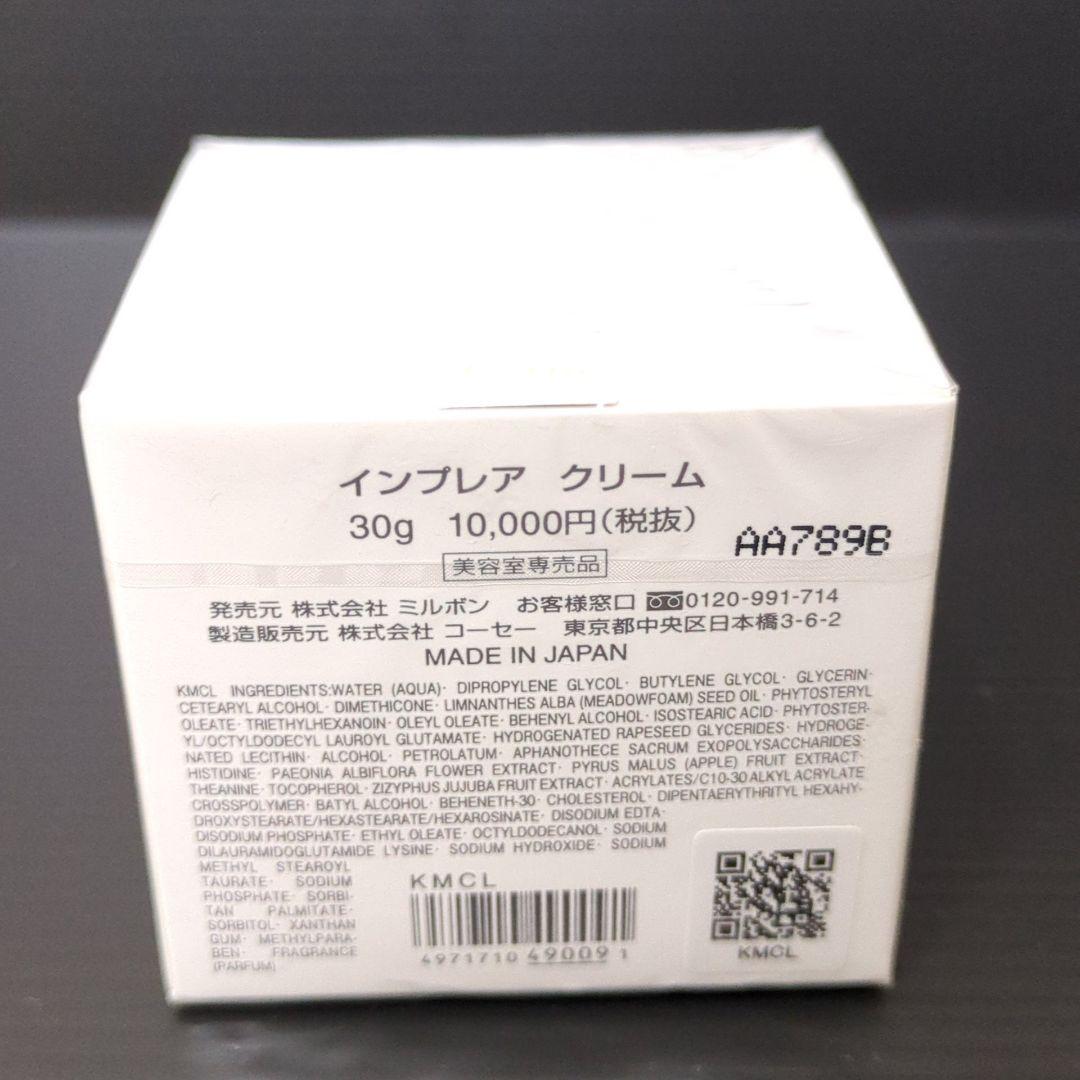 インプレア クリーム
30g 10,000円(税抜)
AA789B
美容室専売品
発売元 株式会社 ミルボン お客様窓口 0120-991-714
製造販売元 株式会社 コーセー 東京都中央区日本橋3-6-2
MADE IN JAPAN
KMCL INGREDIENTS:WATER (AQUA)· DIPROPYLENE GLYCOL· BUTYLENE GLYCOL· GLYCERIN·
CETEARYL ALCOHOL· DIMETHICONE· LIMNANTHES ALBA (MEADOWFOAM) SEED OIL· PHYTOSTERYL
OLEATE· TRIETHYLHEXANOIN· OLEYL OLEATE· BEHENYL ALCOHOL· ISOSTEARIC ACID· PHYTOSTER-
YL/OCTYLDODECYL LAUROYL GLUTAMATE· HYDROGENATED RAPESEED GLYCERIDES· HYDROGE-
NATED LECITHIN· ALCOHOL· PETROLATUM· APHANOTHECE SACRUM EXOPOLYSACCHARIDES·
HISTIDINE· PAEONIA ALBIFLORA FLOWER EXTRACT· PYRUS MALUS (APPLE) FRUIT EXTRACT·
THEANINE· TOCOPHEROL· ZIZYPHUS JUJUBA FRUIT EXTRACT· ACRYLATES/C10-30 ALKYL ACRYLATE
CROSSPOLYMER· BATYL ALCOHOL· BEHENETH-30· CHOLESTEROL· DIPENTAERYTHRITYL HEXAHY-
DROXYSTEARATE/HEXASTEARATE/HEXAROSINATE· DISODIUM EDTA·
DISODIUM PHOSPHATE· ETHYL OLEATE· OCTYLDODECANOL· SODIUM
DILAURAMIDOGLUTAMIDE LYSINE· SODIUM HYDROXIDE· SODIUM
METHYL STEAROYL
TAURATE· SODIUM
PHOSPHATE· SORBI-
TAN PALMITATE·
SORBITOL· XANTHAN
GUM· METHYLPARA-
BEN· FRAGRANCE
(PARFUM)
KMCL
4971710 490091
KMCL